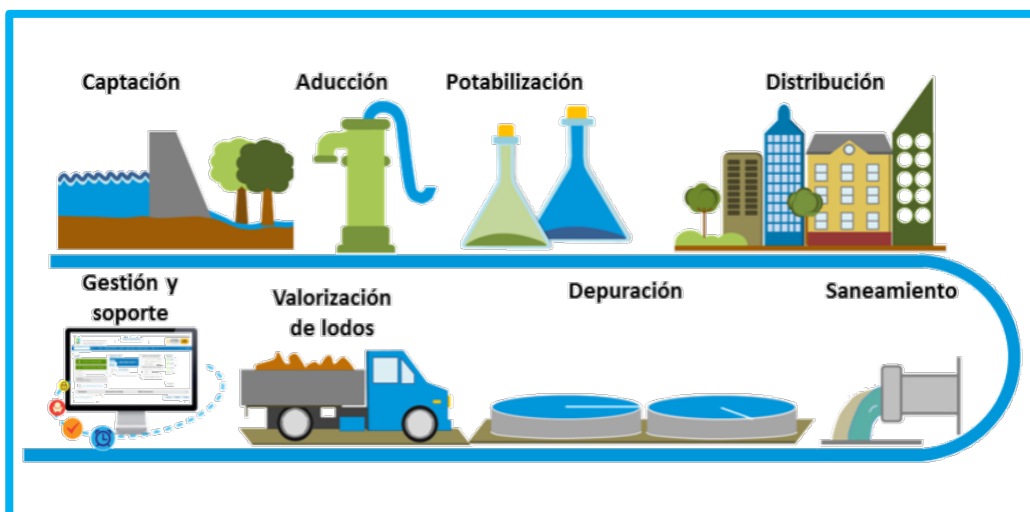 Captación
Aducción
Potabilización
Distribución
Gestión y
soporte
Valorización
de lodos
Depuración
Saneamiento